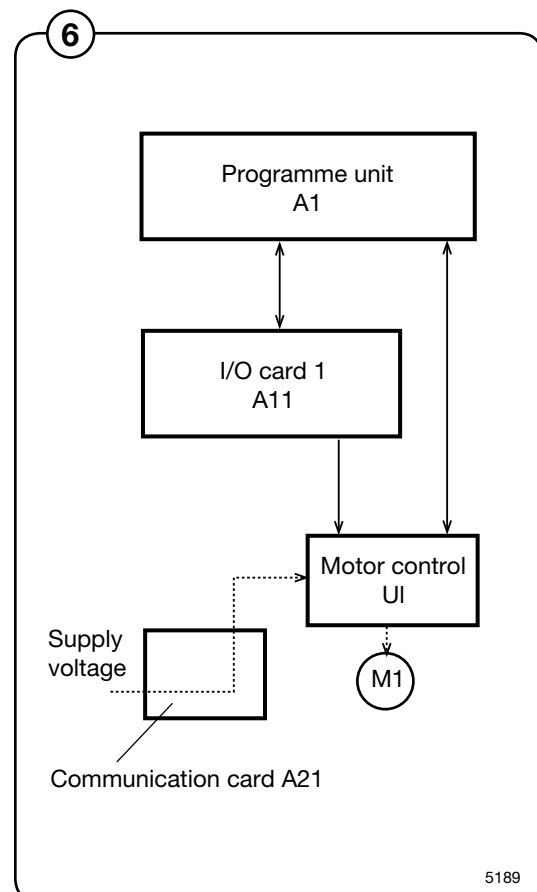 6
Programme unit
A1
I/O card 1
A11
Motor control
UI
Supply
voltage
M1
Communication card A21
5189